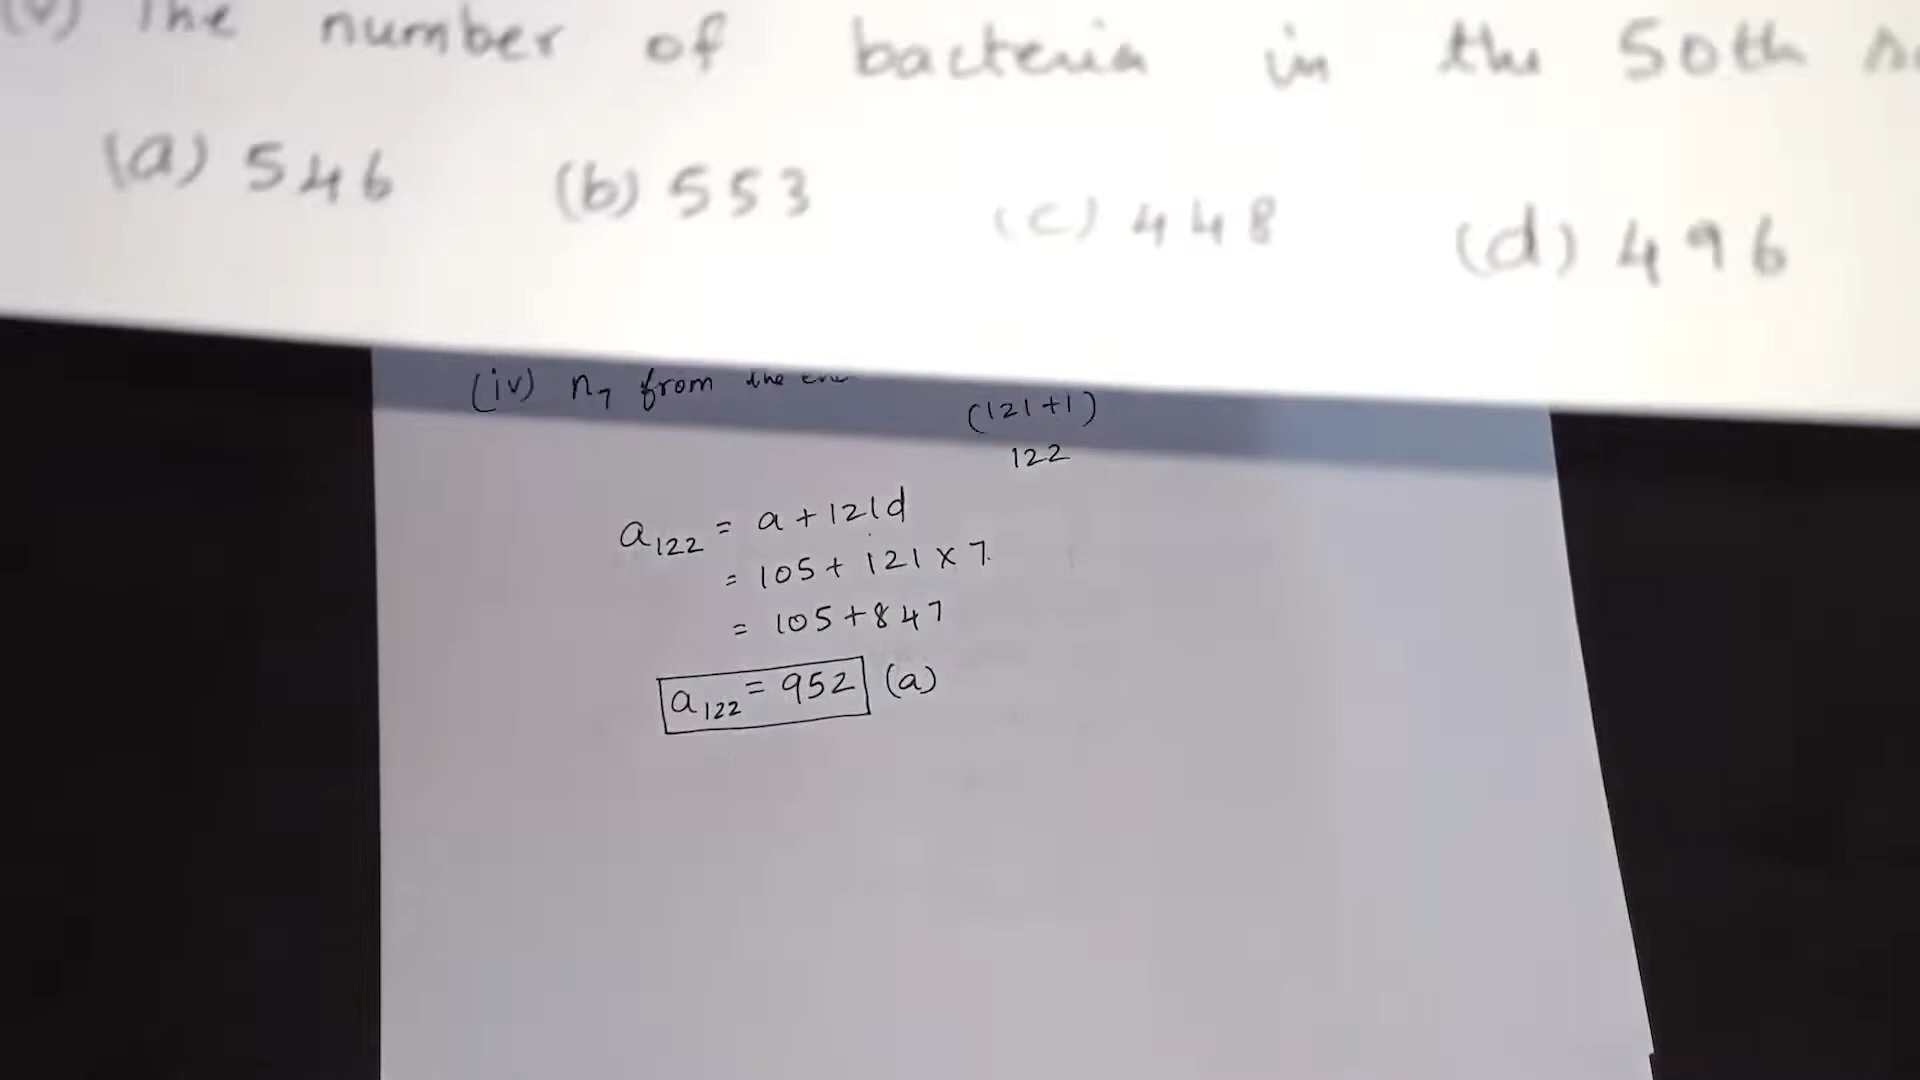 (v) The number of bacteria in the 50th
(a) 546 (b) 553 (c) 448 (d) 496
(iv) n₇ from the
(121+1)
122
a₁₂₂ = a + 121d
= 105 + 121 × 7
= 105 + 847
a₁₂₂ = 952 (a)